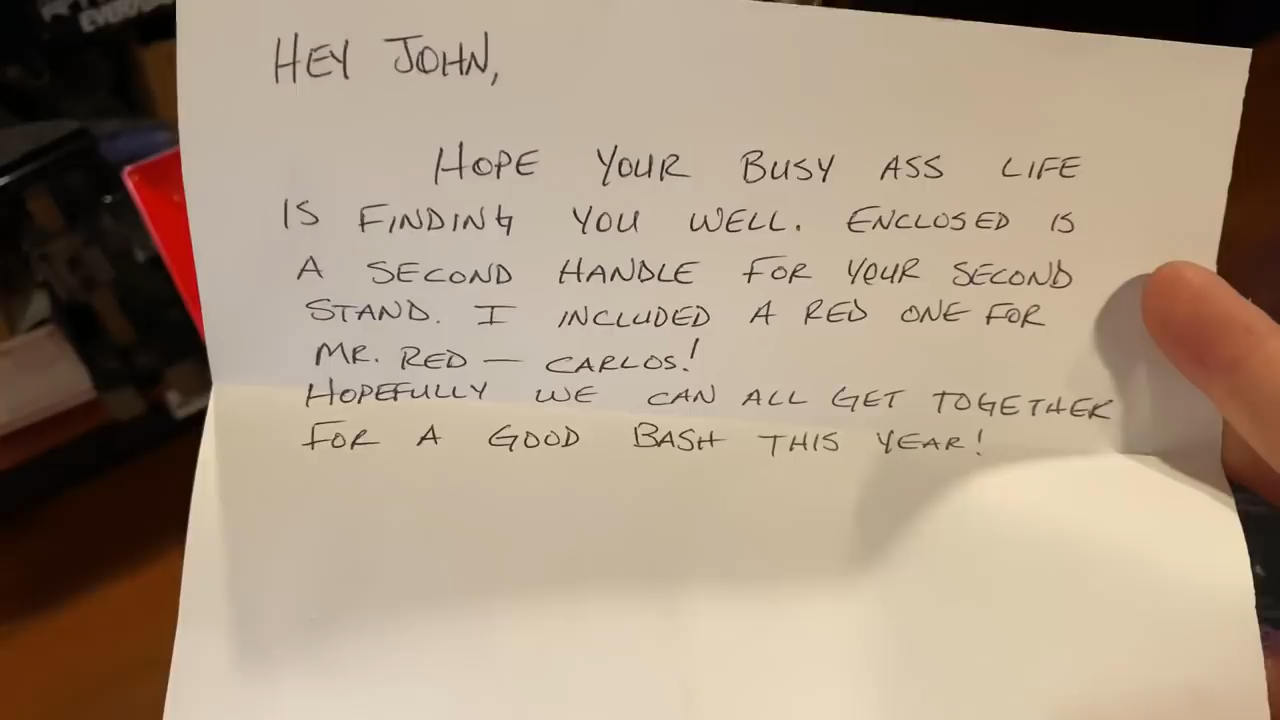 HEY JOHN,
HOPE YOUR BUSY ASS LIFE
IS FINDING YOU WELL. ENCLOSED IS
A SECOND HANDLE FOR YOUR SECOND
STAND. I INCLUDED A RED ONE FOR
MR. RED — CARLOS!
HOPEFULLY WE CAN ALL GET TOGETHER
FOR A GOOD BASH THIS YEAR!